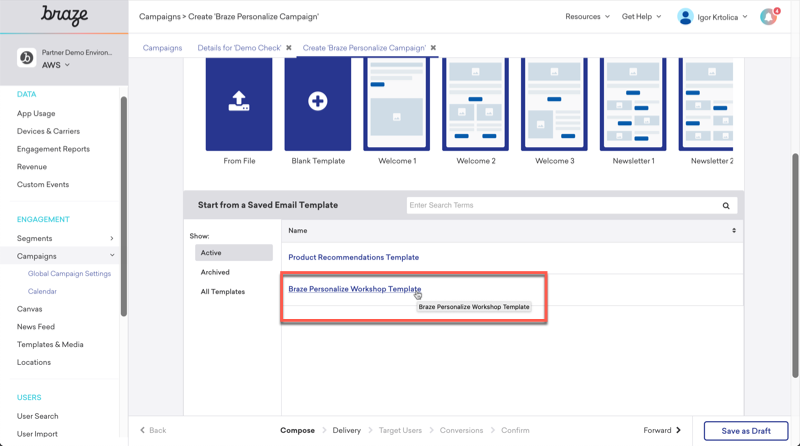 braze
Campaigns > Create 'Braze Personalize Campaign'
Resources
Get Help
Igor Krtolica
4
Partner Demo Environ...
AWS
Campaigns
Details for 'Demo Check' ✖
Create 'Braze Personalize Campaign' ✖
DATA
App Usage
Devices & Carriers
Engagement Reports
Revenue
Custom Events
ENGAGEMENT
Segments
Campaigns
Global Campaign Settings
Calendar
Canvas
News Feed
Templates & Media
Locations
USERS
User Search
User Import
From File
Blank Template
Welcome 1
Welcome 2
Welcome 3
Newsletter 1
Newsletter 2
Start from a Saved Email Template
Enter Search Terms
Show:
Active
Archived
All Templates
Name
Product Recommendations Template
Braze Personalize Workshop Template
Braze Personalize Workshop Template
Back
Compose > Delivery > Target Users > Conversions > Confirm
Forward
Save as Draft